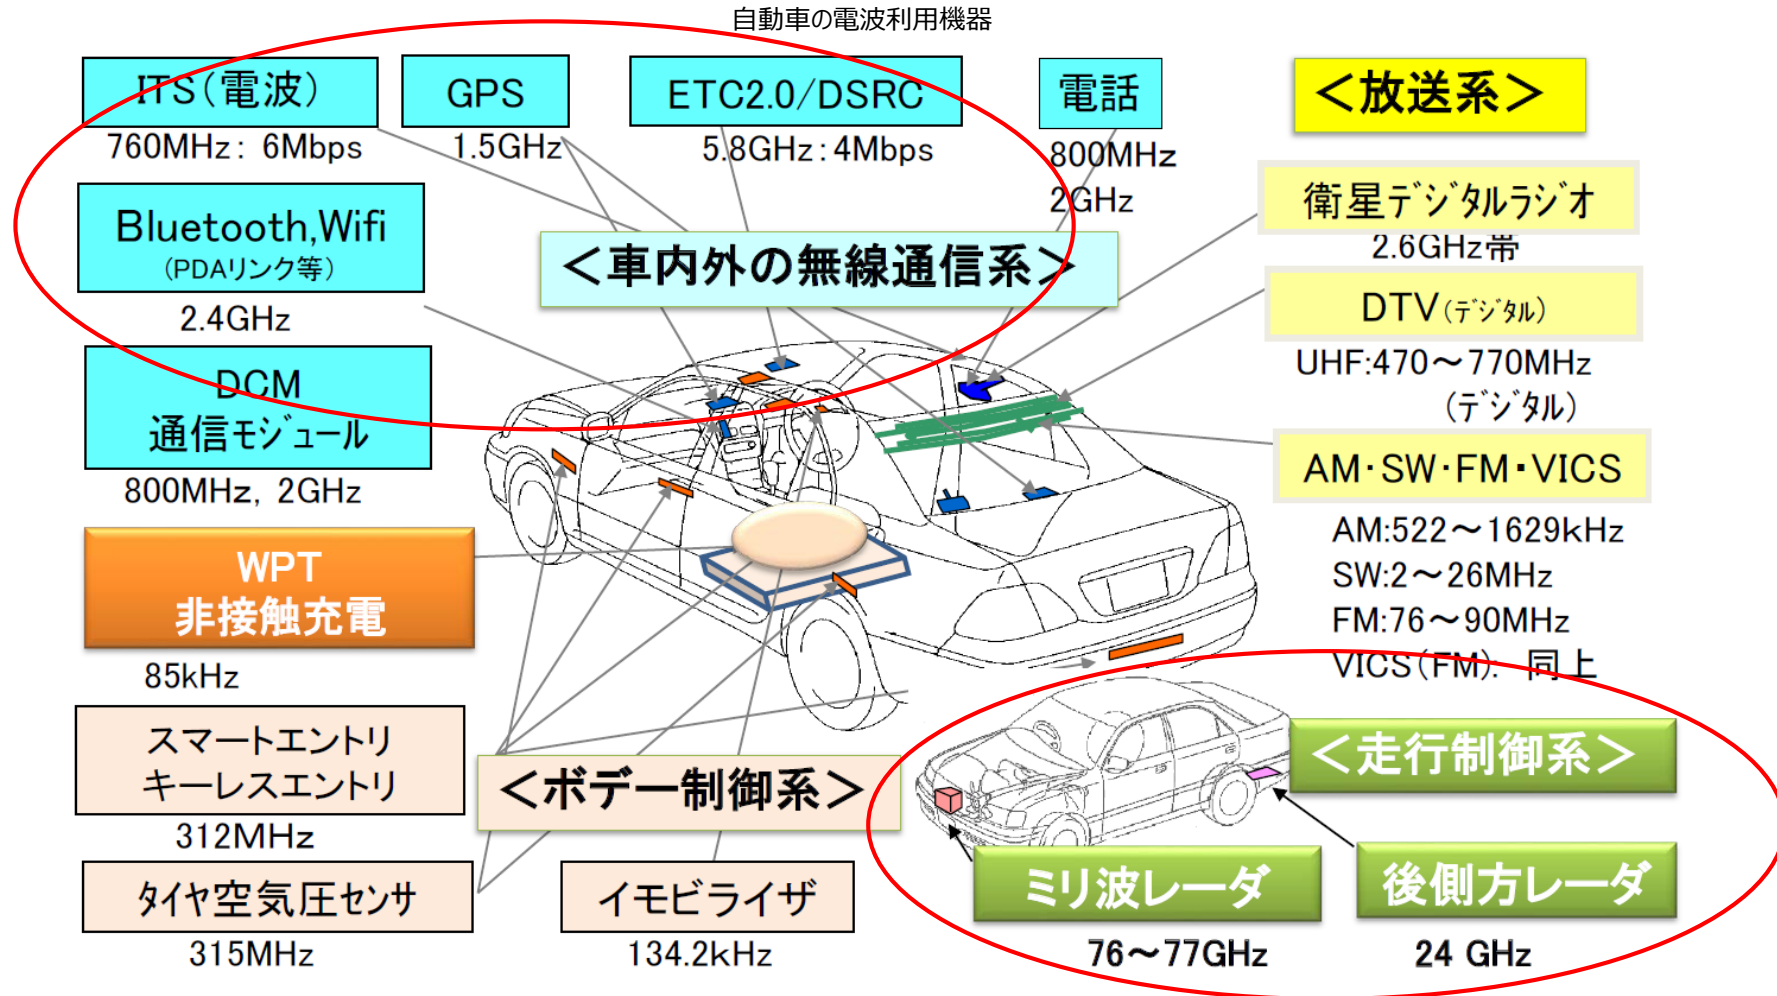 自動車の電波利用機器
ITS（電波）
760MHz：6Mbps
GPS
1.5GHz
ETC2.0/DSRC
5.8GHz：4Mbps
電話
800MHz
2GHz
＜放送系＞
Bluetooth,Wifi
（PDAリンク等）
2.4GHz
＜車内外の無線通信系＞
衛星ﾃﾞｼﾞﾀﾙﾗｼﾞｵ
2.6GHz帯
DTV（ﾃﾞｼﾞﾀﾙ）
UHF:470～770MHz
（ﾃﾞｼﾞﾀﾙ）
DCM
通信ﾓｼﾞｭｰﾙ
800MHz，2GHz
AM・SW・FM・VICS
AM:522～1629kHz
SW:2～26MHz
FM:76～90MHz
VICS（FM）：同上
WPT
非接触充電
85kHz
スマートエントリ
キーレスエントリ
312MHz
＜ボデー制御系＞
＜走行制御系＞
タイヤ空気圧センサ
315MHz
イモビライザ
134.2kHz
ミリ波レーダ
76～77GHz
後側方レーダ
24 GHz